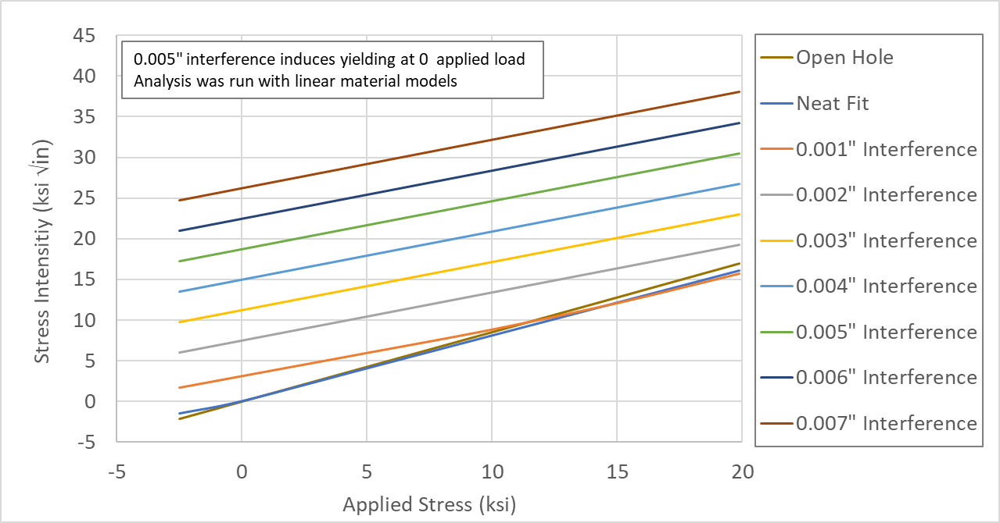 45
40
35
30
25
20
15
10
5
0
-5
0.005" interference induces yielding at 0  applied load
Analysis was run with linear material models
Stress Intensitiy (ksi √in)
-5
0
5
10
15
20
Applied Stress (ksi)
Open Hole
Neat Fit
0.001" Interference
0.002" Interference
0.003" Interference
0.004" Interference
0.005" Interference
0.006" Interference
0.007" Interference